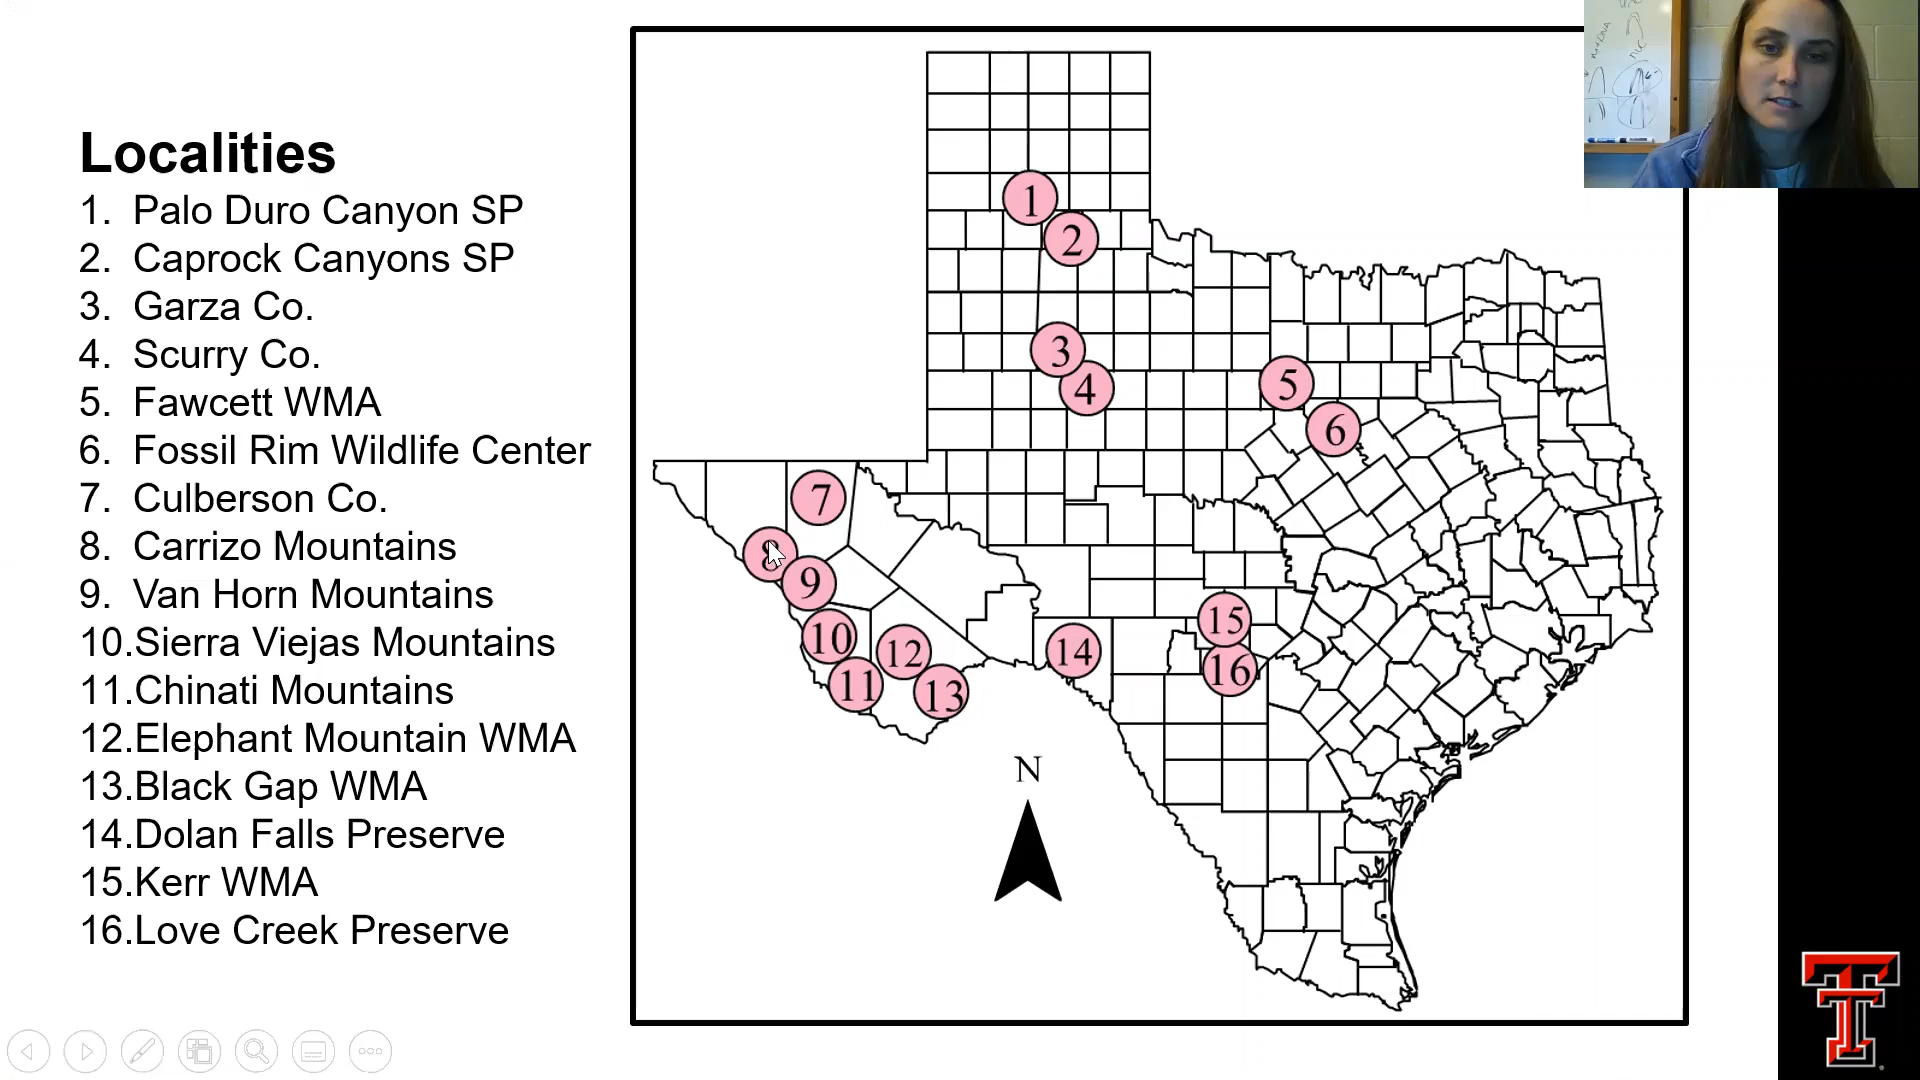 Localities
1. Palo Duro Canyon SP
2. Caprock Canyons SP
3. Garza Co.
4. Scurry Co.
5. Fawcett WMA
6. Fossil Rim Wildlife Center
7. Culberson Co.
8. Carrizo Mountains
9. Van Horn Mountains
10.Sierra Viejas Mountains
11.Chinati Mountains
12.Elephant Mountain WMA
13.Black Gap WMA
14.Dolan Falls Preserve
15.Kerr WMA
16.Love Creek Preserve
1
2
3
4
5
6
7
8
9
10
11
12
13
14
15
16
N
T